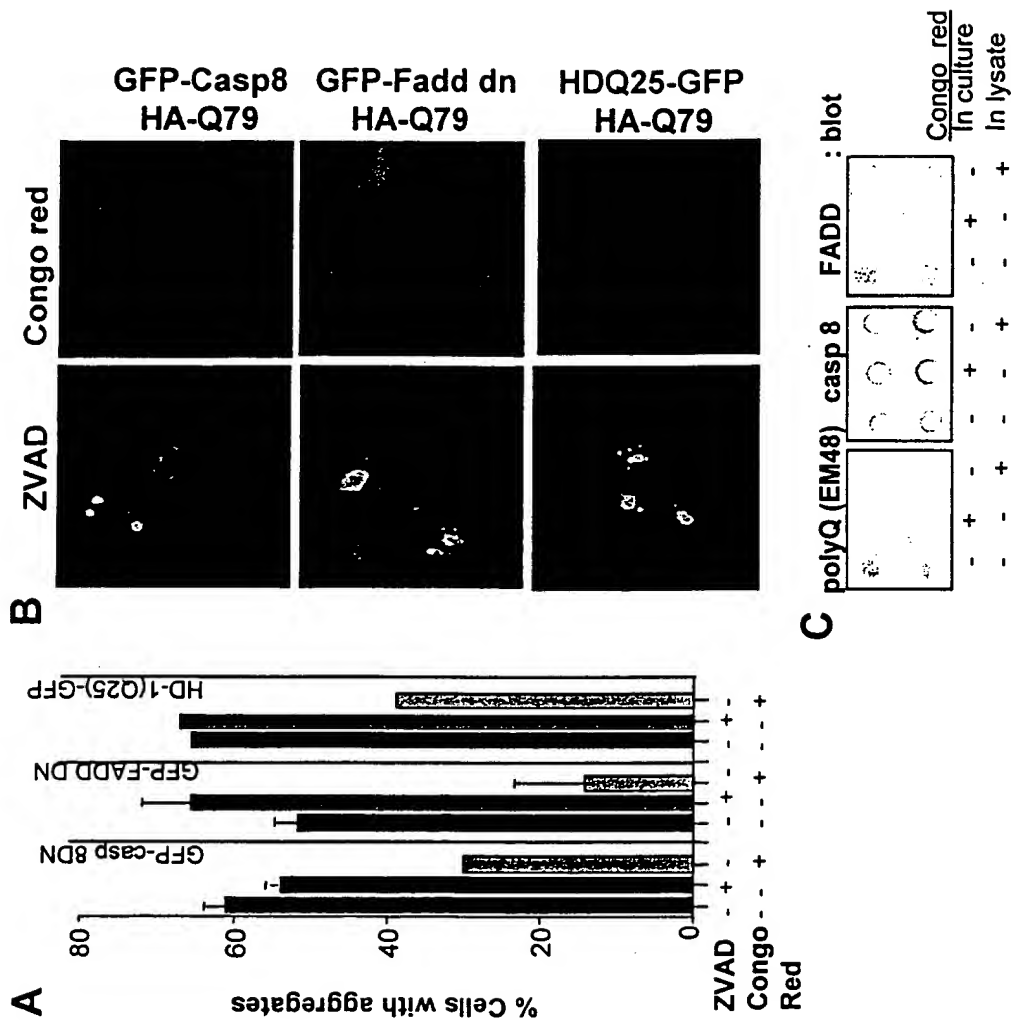 A
% Cells with aggregates
80
60
40
20
0
GFP-casp 8DN
GFP-FADD DN
HD-1(Q25)-GFP
ZVAD - + - - + - - + -
Congo - - + - - + - - +
Red
B
ZVAD
Congo red
GFP-Casp8
HA-Q79
GFP-Fadd dn
HA-Q79
HDQ25-GFP
HA-Q79
C
polyQ (EM48) casp 8 FADD : blot
Congo red
- + - - + - - + - In culture
- - + - - + - - + In lysate